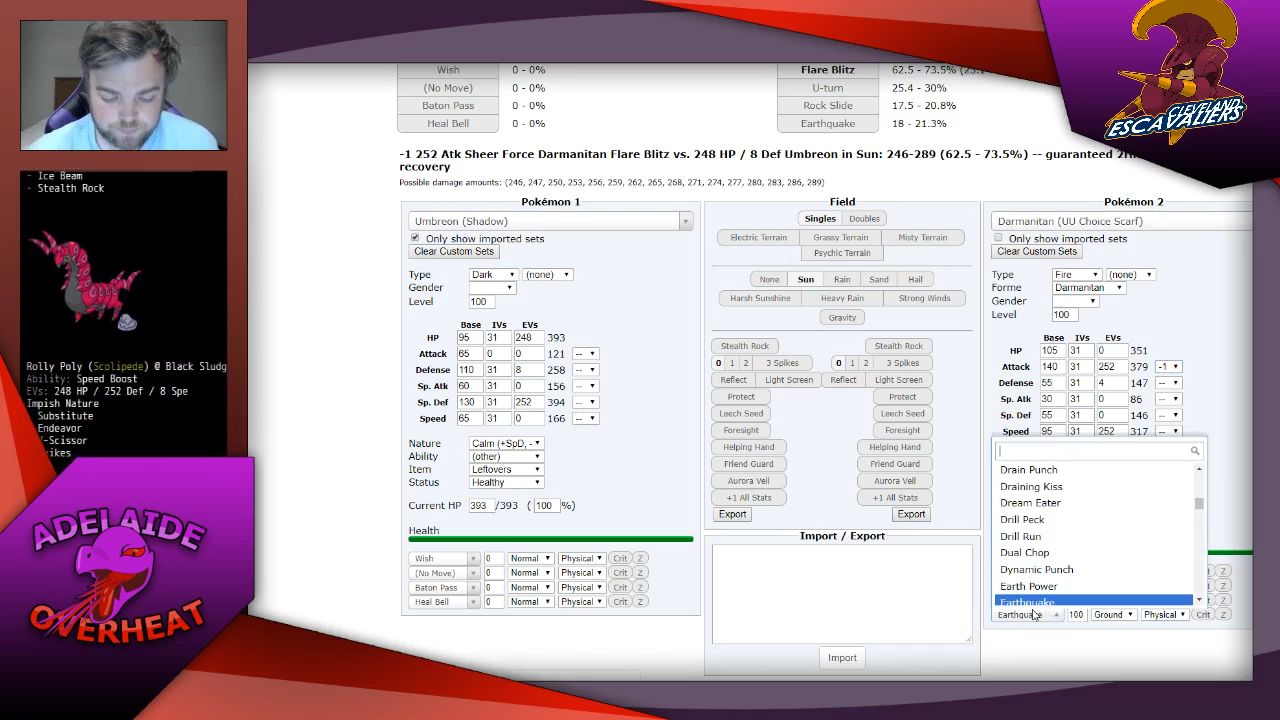 Wish 0 - 0%
(No Move) 0 - 0%
Baton Pass 0 - 0%
Heal Bell 0 - 0%
Flare Blitz 62.5 - 73.5%
U-turn 25.4 - 30%
Rock Slide 17.5 - 20.8%
Earthquake 18 - 21.3%
CLEVELAND
ESCAVALIERS
-1 252 Atk Sheer Force Darmanitan Flare Blitz vs. 248 HP / 8 Def Umbreon in Sun: 246-289 (62.5 - 73.5%) -- guaranteed
recovery
Possible damage amounts: (246, 247, 250, 253, 256, 259, 262, 265, 268, 271, 274, 277, 280, 283, 286, 289)
- Ice Beam
- Stealth Rock
Rolly Poly (Scolipede) @ Black Sludg
Ability: Speed Boost
EVs: 248 HP / 252 Def / 8 Spe
Impish Nature
Substitute
Endeavor
-Scissor
ikes
ADELAIDE
OVERHEAT
Pokémon 1
Umbreon (Shadow)
Only show imported sets
Clear Custom Sets
Type Dark (none)
Gender
Level 100
Base IVs EVs
HP 95 31 248 393
Attack 65 0 0 121 --
Defense 110 31 8 258 --
Sp. Atk 60 31 0 156 --
Sp. Def 130 31 252 394 --
Speed 65 31 0 166 --
Nature Calm (+SpD, -
Ability (other)
Item Leftovers
Status Healthy
Current HP 393 /393 ( 100 %)
Health
Wish 0 Normal Physical Crit Z
(No Move) 0 Normal Physical Crit Z
Baton Pass 0 Normal Physical Crit Z
Heal Bell 0 Normal Physical Crit Z
Field
Singles Doubles
Electric Terrain Grassy Terrain Misty Terrain
Psychic Terrain
None Sun Rain Sand Hail
Harsh Sunshine Heavy Rain Strong Winds
Gravity
Stealth Rock Stealth Rock
0 1 2 3 Spikes 0 1 2 3 Spikes
Reflect Light Screen Reflect Light Screen
Protect Protect
Leech Seed Leech Seed
Foresight Foresight
Helping Hand Helping Hand
Friend Guard Friend Guard
Aurora Veil Aurora Veil
+1 All Stats +1 All Stats
Export Export
Import / Export
Import
Pokémon 2
Darmanitan (UU Choice Scarf)
Only show imported sets
Clear Custom Sets
Type Fire (none)
Forme Darmanitan
Gender
Level 100
Base IVs EVs
HP 105 31 0 351
Attack 140 31 252 379 -1
Defense 55 31 4 147 --
Sp. Atk 30 31 0 86 --
Sp. Def 55 31 0 146 --
Speed 95 31 252 317 --
Drain Punch
Draining Kiss
Dream Eater
Drill Peck
Drill Run
Dual Chop
Dynamic Punch
Earth Power
Earthquake
Z
Z
Z
Earthquake 100 Ground Physical Crit Z